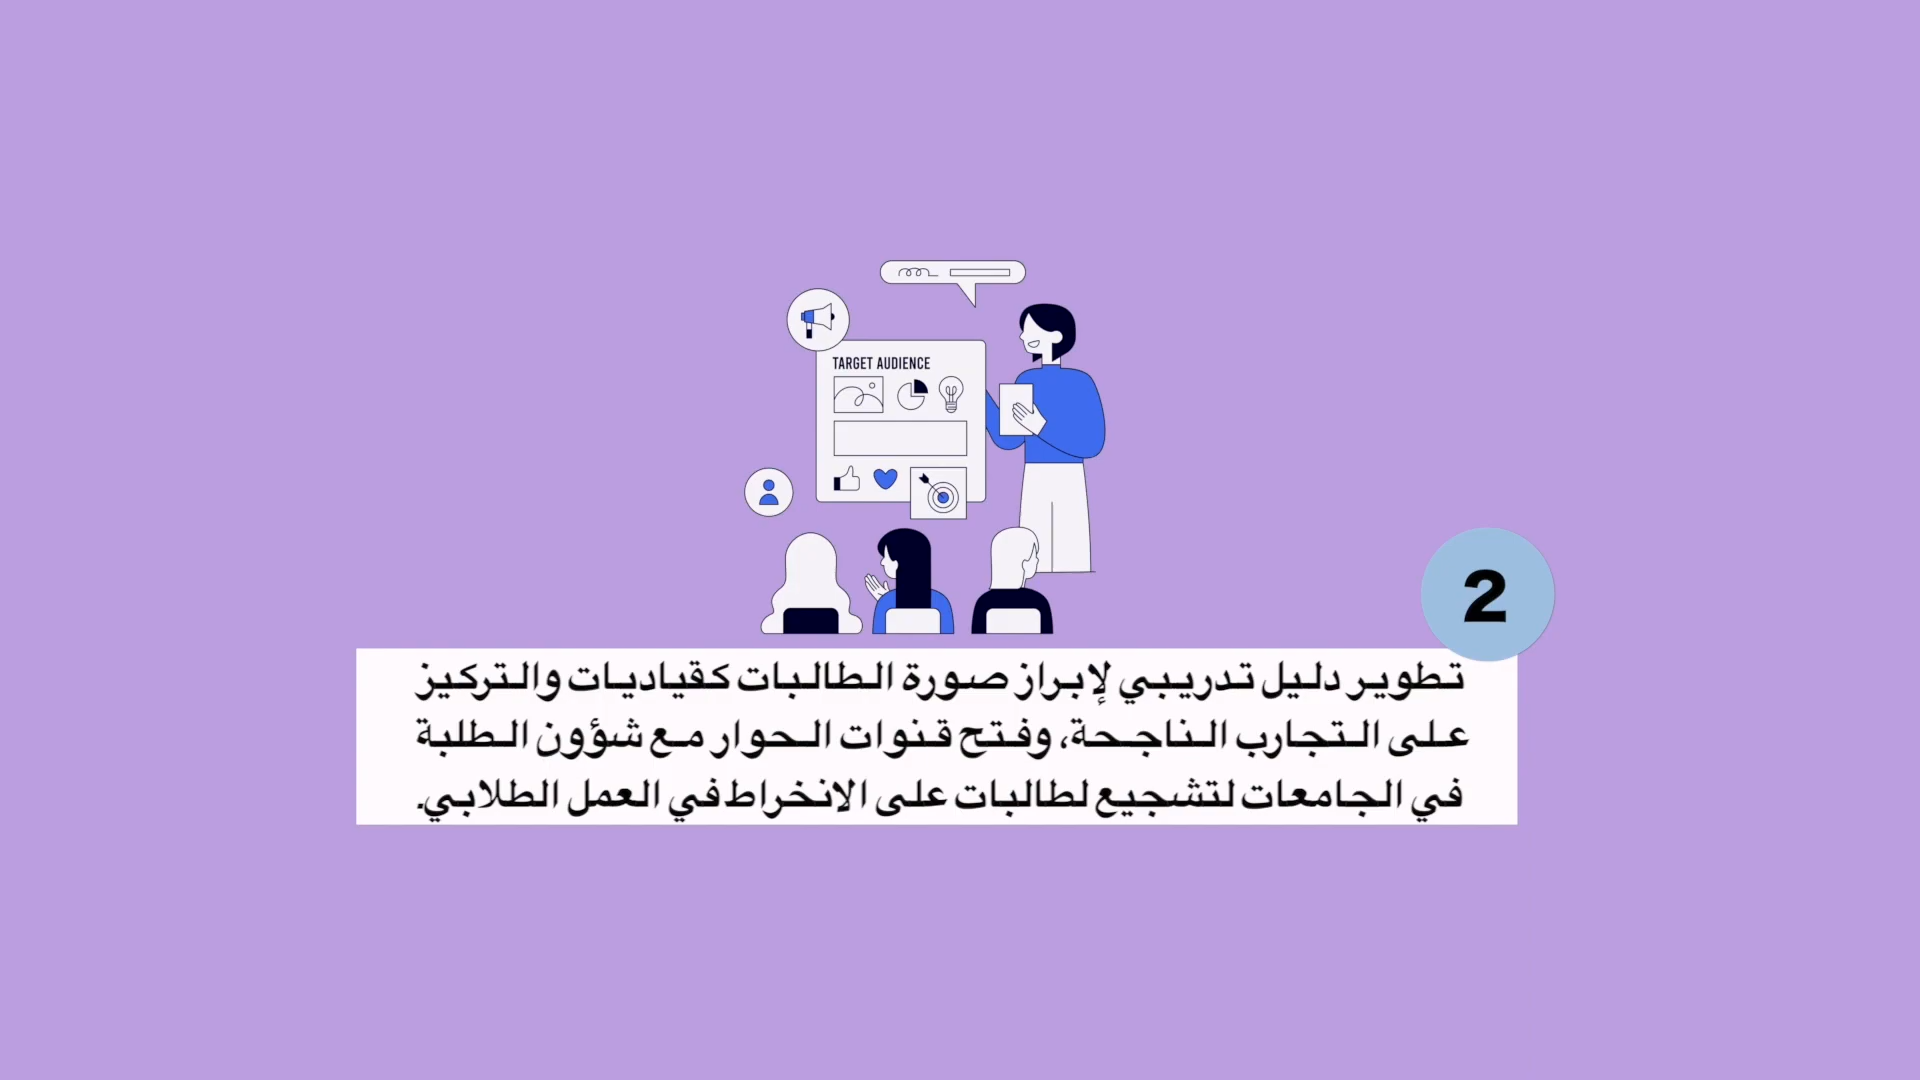 TARGET AUDIENCE
2
تطوير دليل تدريبي لإبراز صورة الطالبات كقياديات والتركيز
على التجارب الناجحة، وفتح قنوات الحوار مع شؤون الطلبة
في الجامعات لتشجيع لطالبات على الانخراط في العمل الطلابي.